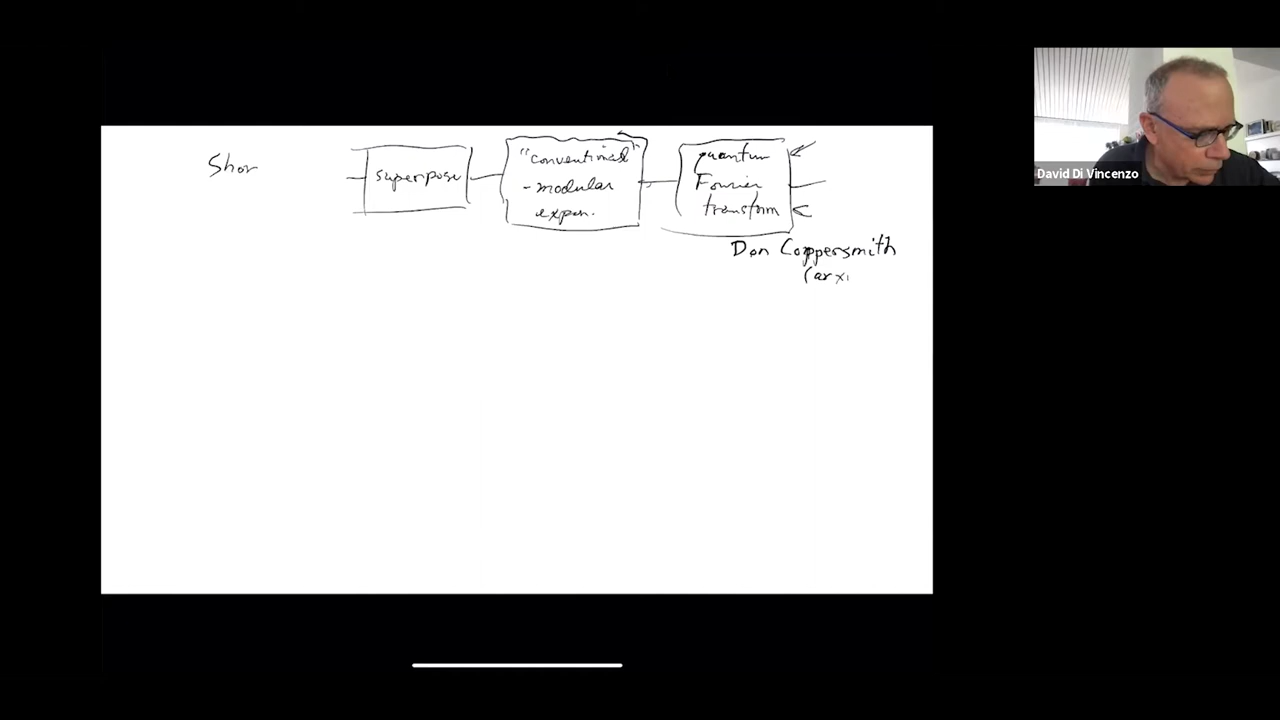 Shor
superpose
"conventional"
- modular
expon.
quantum
Fourier
transform
Don Coppersmith
(arxi
David Di Vincenzo